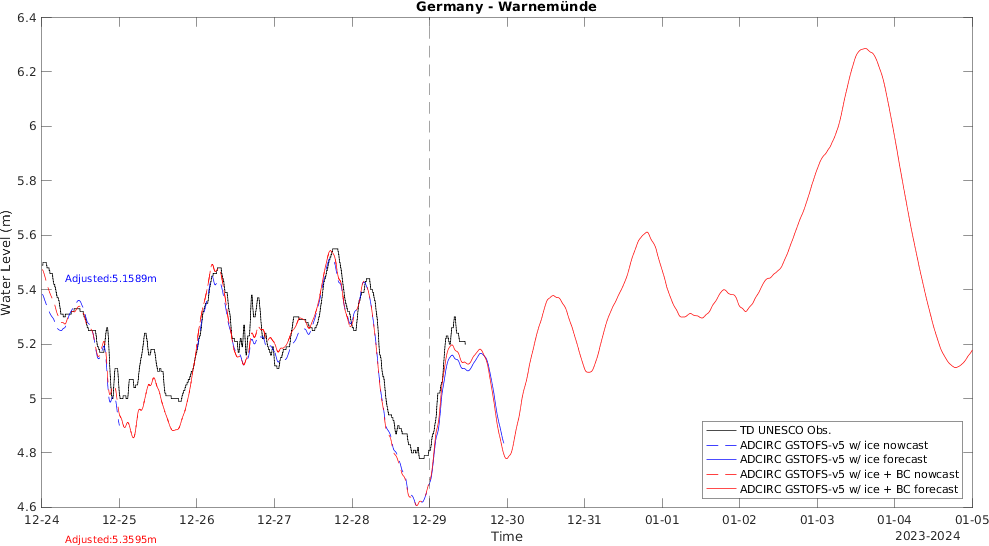 Germany - Warnemünde
Water Level (m)
6.4
6.2
6
5.8
5.6
5.4
5.2
5
4.8
4.6
Adjusted:5.1589m
TD UNESCO Obs.
ADCIRC GSTOFS-v5 w/ ice nowcast
ADCIRC GSTOFS-v5 w/ ice forecast
ADCIRC GSTOFS-v5 w/ ice + BC nowcast
ADCIRC GSTOFS-v5 w/ ice + BC forecast
12-24 12-25 12-26 12-27 12-28 12-29 12-30 12-31 01-01 01-02 01-03 01-04 01-05
Time
2023-2024
Adjusted:5.3595m